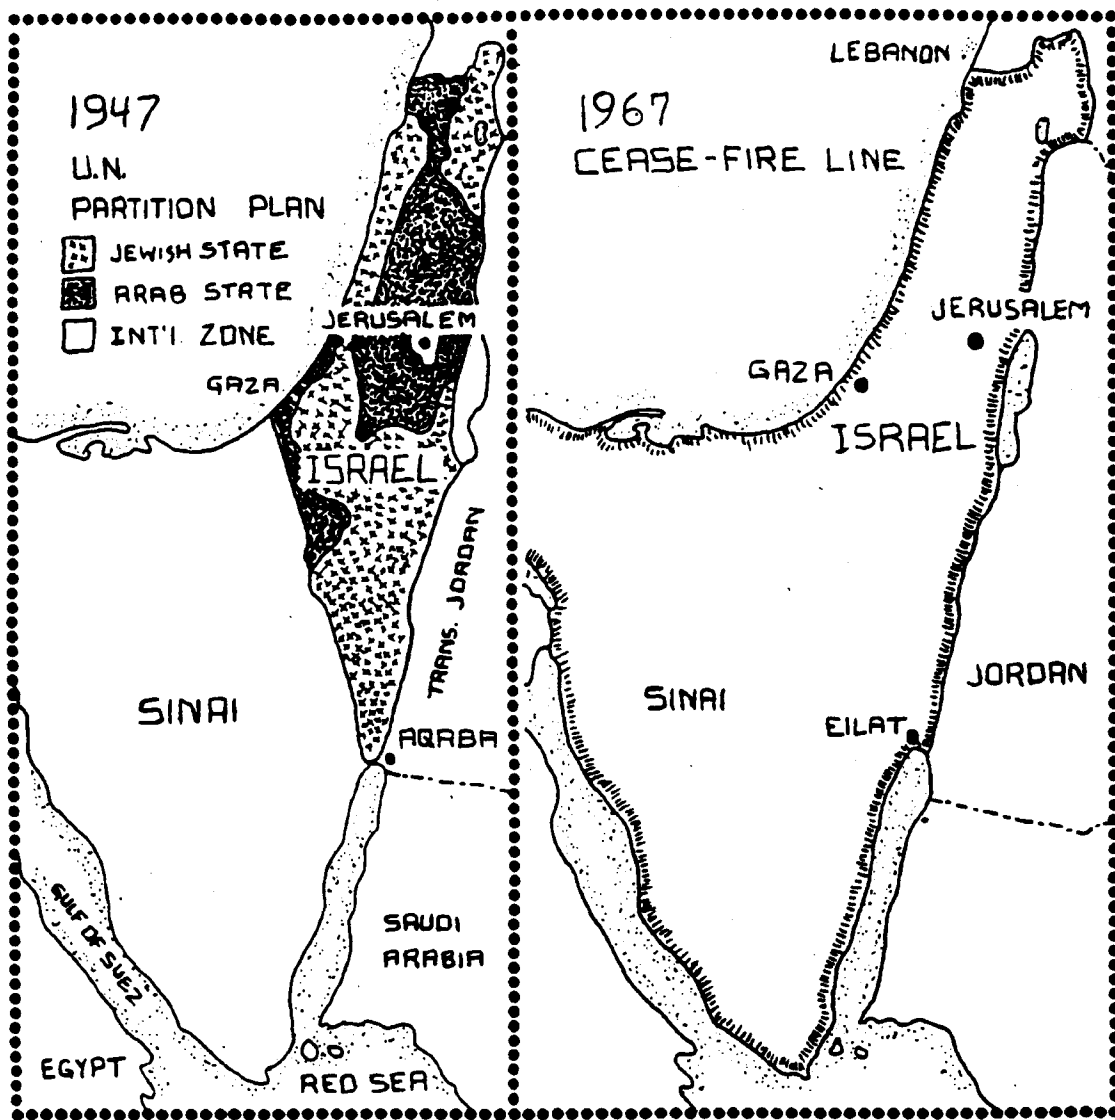 1947
U.N.
PARTITION PLAN
JEWISH STATE
ARAB STATE
INT'L ZONE
JERUSALEM
GAZA
ISRAEL
TRANS. JORDAN
SINAI
AQABA
GULF OF SUEZ
SAUDI
ARABIA
EGYPT
RED SEA
LEBANON
1967
CEASE-FIRE LINE
JERUSALEM
GAZA
ISRAEL
SINAI
JORDAN
EILAT